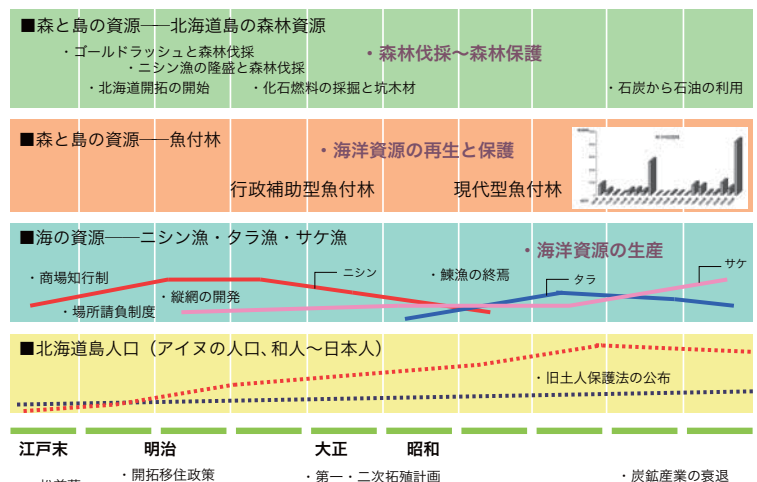 ■森と島の資源──北海道島の森林資源
・ゴールドラッシュと森林伐採
・森林伐採〜森林保護
・ニシン漁の隆盛と森林伐採
・北海道開拓の開始
・化石燃料の採掘と坑木材
・石炭から石油の利用
■森と島の資源──魚付林
・海洋資源の再生と保護
行政補助型魚付林
現代型魚付林
■海の資源──ニシン漁・タラ漁・サケ漁
・海洋資源の生産
サケ
・商場知行制
ニシン
・鰊漁の終焉
タラ
・縦網の開発
・場所請負制度
■北海道島人口（アイヌの人口、和人〜日本人）
・旧土人保護法の公布
江戸末
明治
大正
昭和
・開拓移住政策
・第一・二次拓殖計画
・炭鉱産業の衰退